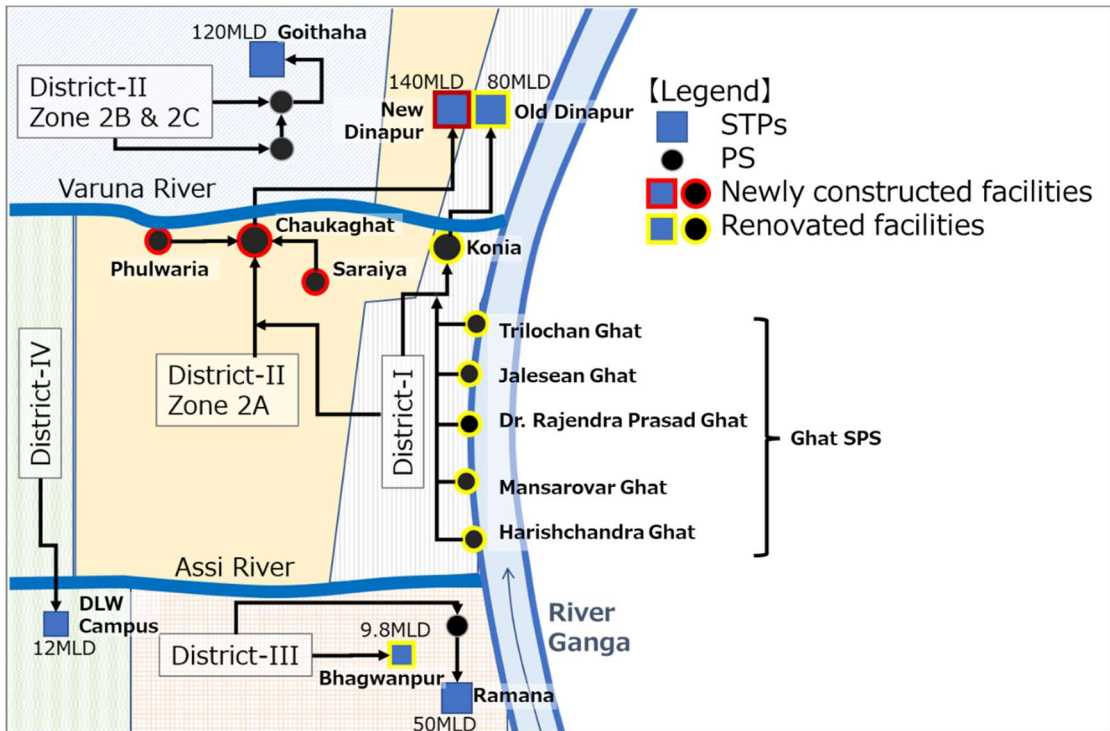 120MLD
Goithaha
District-II
Zone 2B & 2C
140MLD
80MLD
New
Dinapur
Old Dinapur
【Legend】
STPs
PS
Newly constructed facilities
Renovated facilities
Varuna River
Chaukaghat
Phulwaria
Saraiya
Konia
Trilochan Ghat
Jalesean Ghat
Dr. Rajendra Prasad Ghat
Mansarovar Ghat
Harishchandra Ghat
Ghat SPS
District-IV
District-II
Zone 2A
District-I
Assi River
DLW
Campus
12MLD
District-III
9.8MLD
Bhagwanpur
Ramana
50MLD
River
Ganga